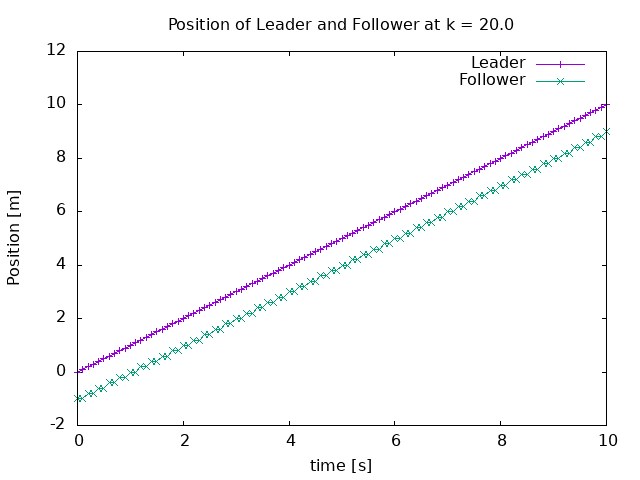 Position of Leader and Follower at k = 20.0
12
10
8
6
4
2
0
-2
Position [m]
Leader
Follower
0 2 4 6 8 10
time [s]